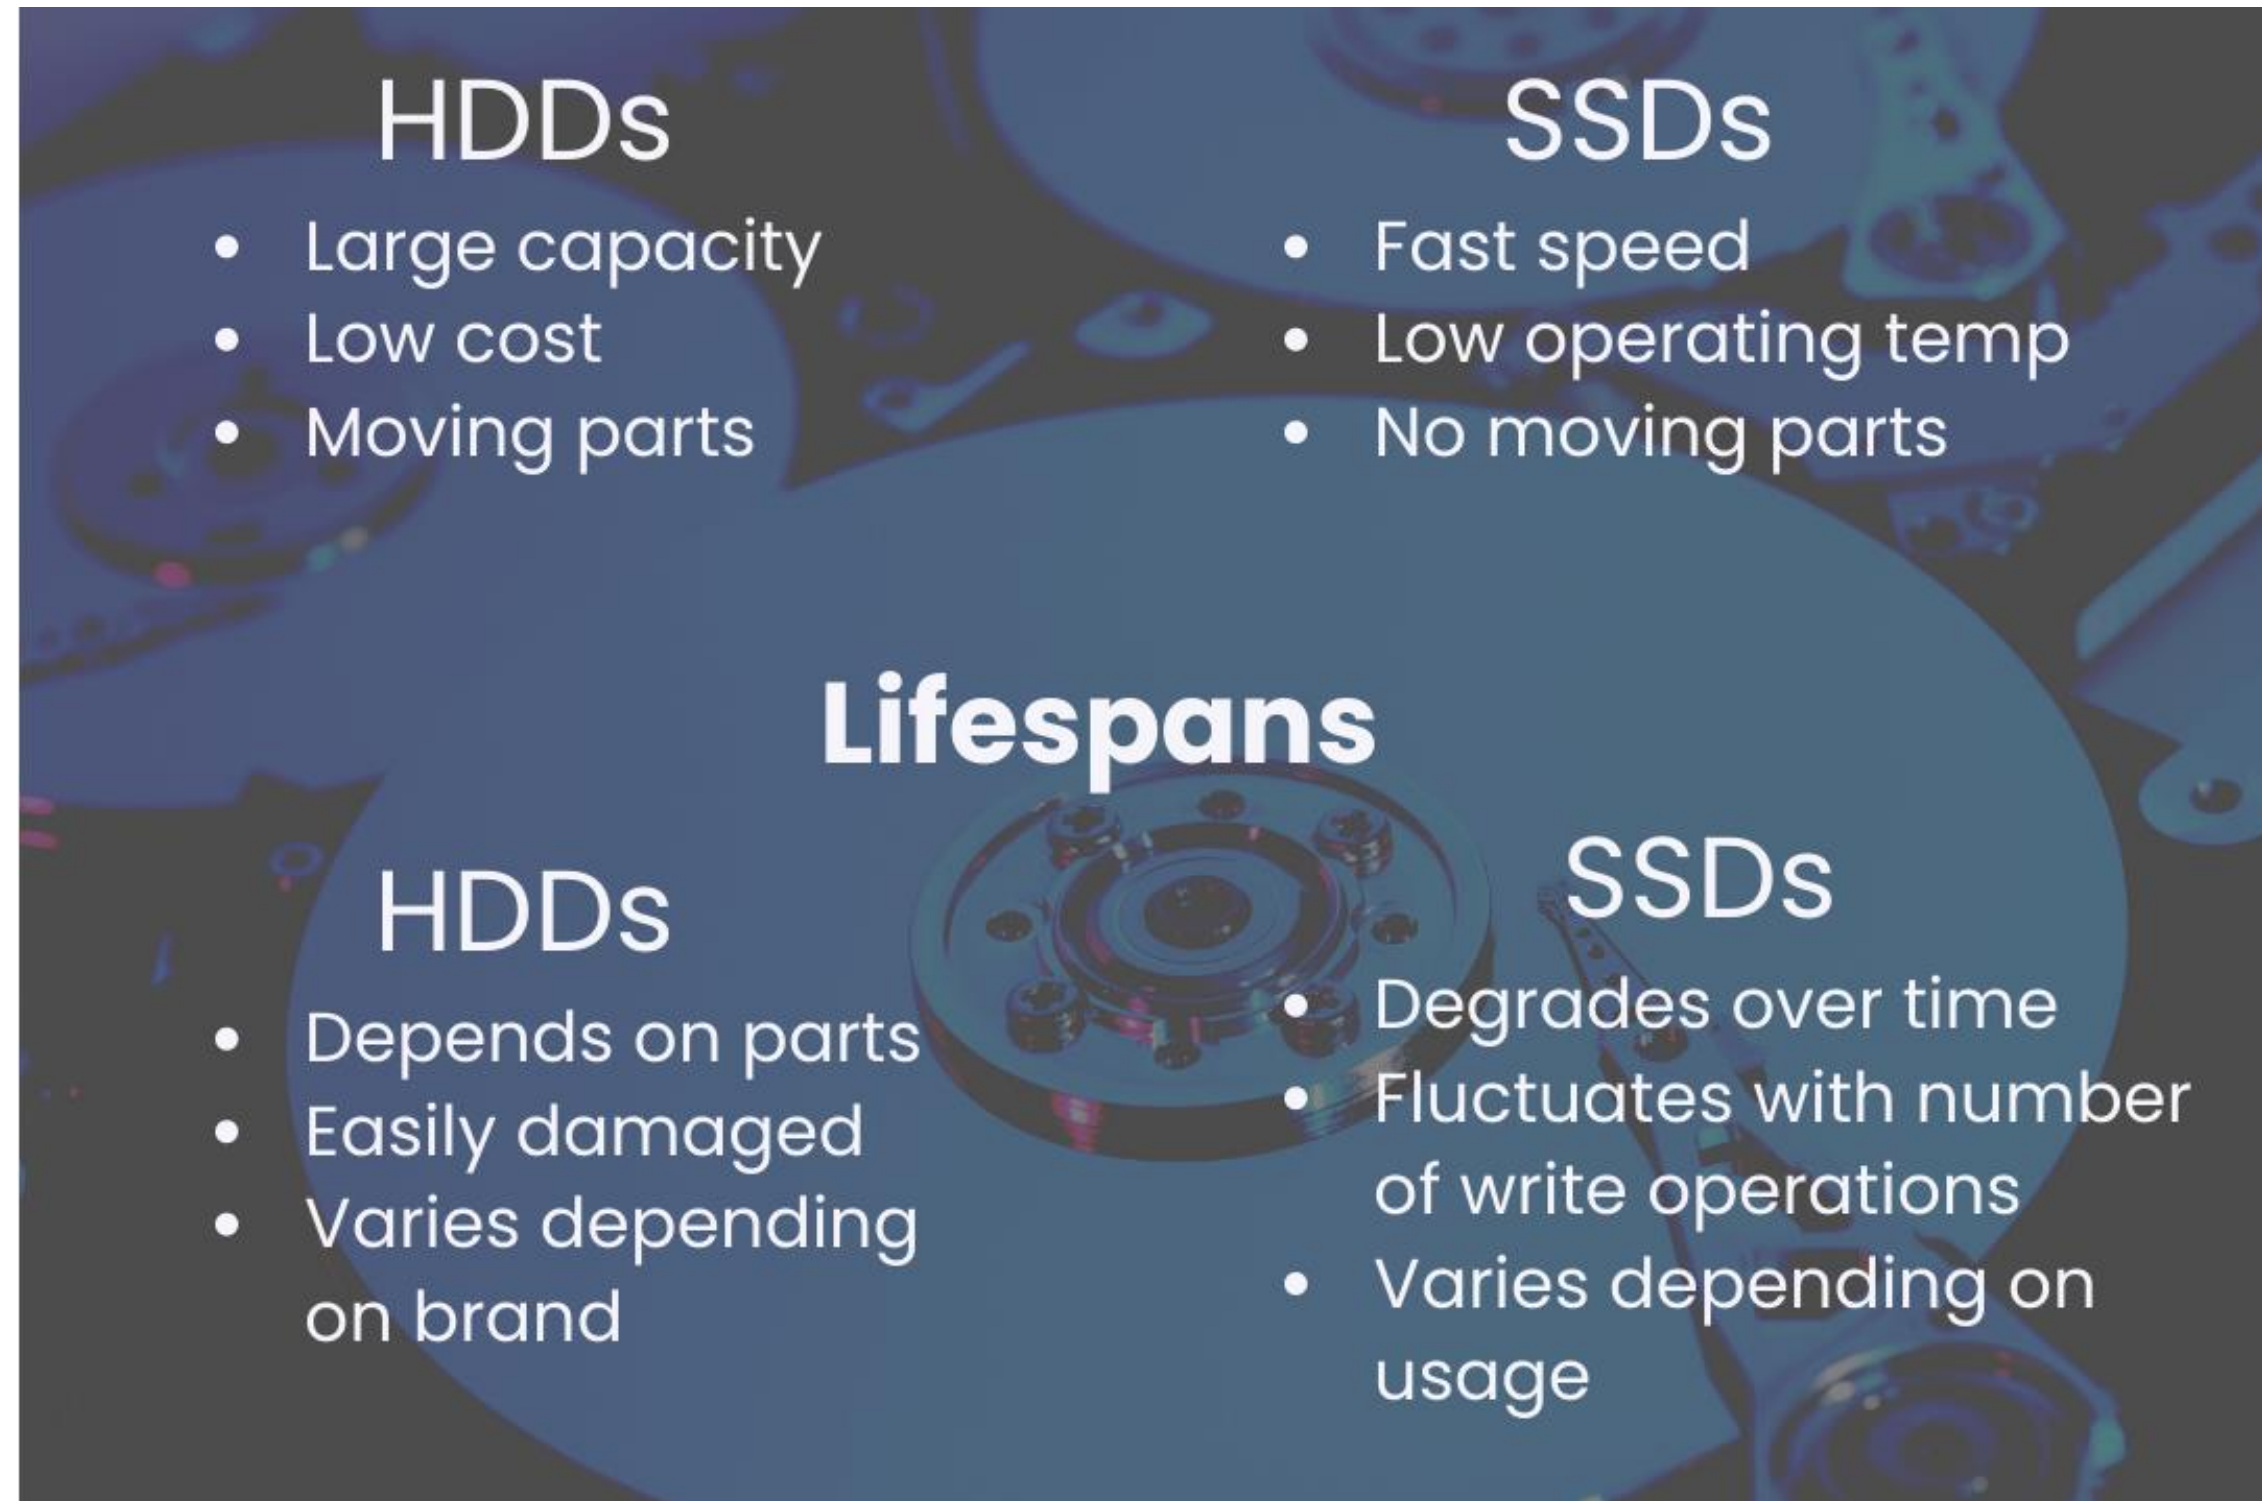 HDDs
• Large capacity
• Low cost
• Moving parts
SSDs
• Fast speed
• Low operating temp
• No moving parts
Lifespans
HDDs
• Depends on parts
• Easily damaged
• Varies depending
on brand
SSDs
• Degrades over time
• Fluctuates with number
of write operations
• Varies depending on
usage